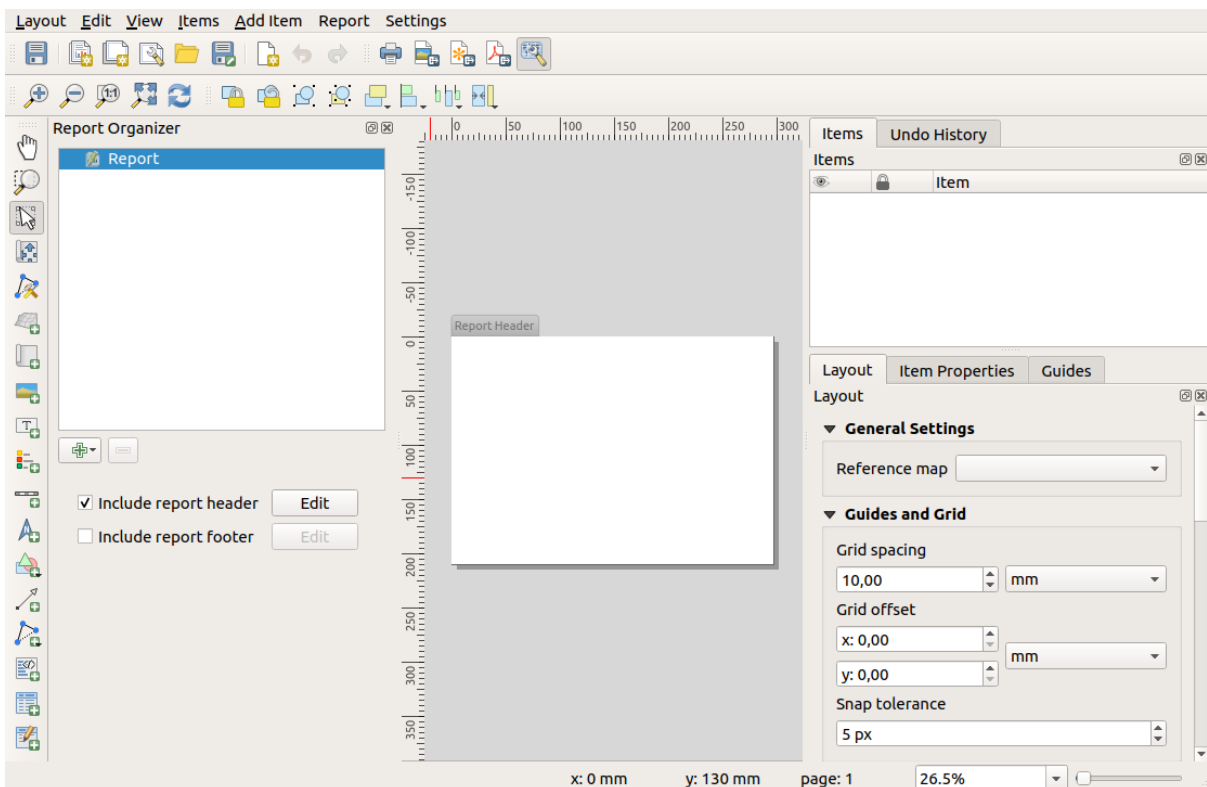 Layout Edit View Items Add Item Report Settings
1:1
Report Organizer
Report
Include report header Edit
Include report footer Edit
0 50 100 150 200 250 300
-150
-100
-50
0
50
100
150
200
250
300
350
Report Header
Items Undo History
Items
Item
Layout Item Properties Guides
Layout
General Settings
Reference map
Guides and Grid
Grid spacing
10,00 mm
Grid offset
x: 0,00
mm
y: 0,00
Snap tolerance
5 px
x: 0 mm y: 130 mm page: 1 26.5%